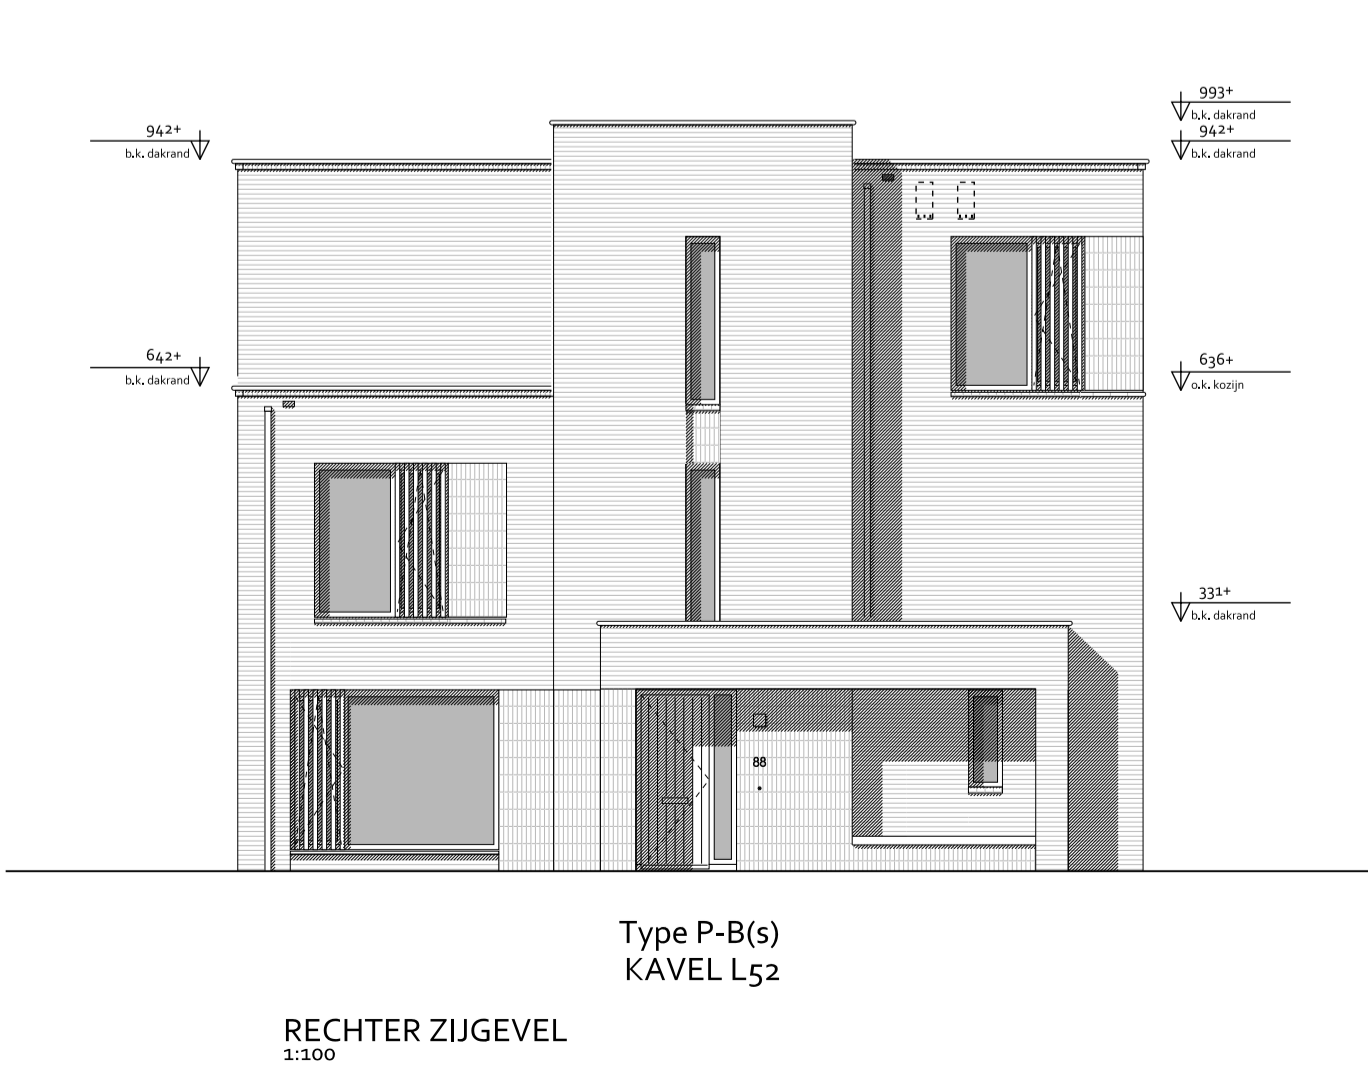 993+
b.k. dakrand
942+
b.k. dakrand
942+
b.k. dakrand
642+
b.k. dakrand
636+
o.k. kozijn
331+
b.k. dakrand
88
Type P-B(s)
KAVEL L52
RECHTER ZIJGEVEL
1:100